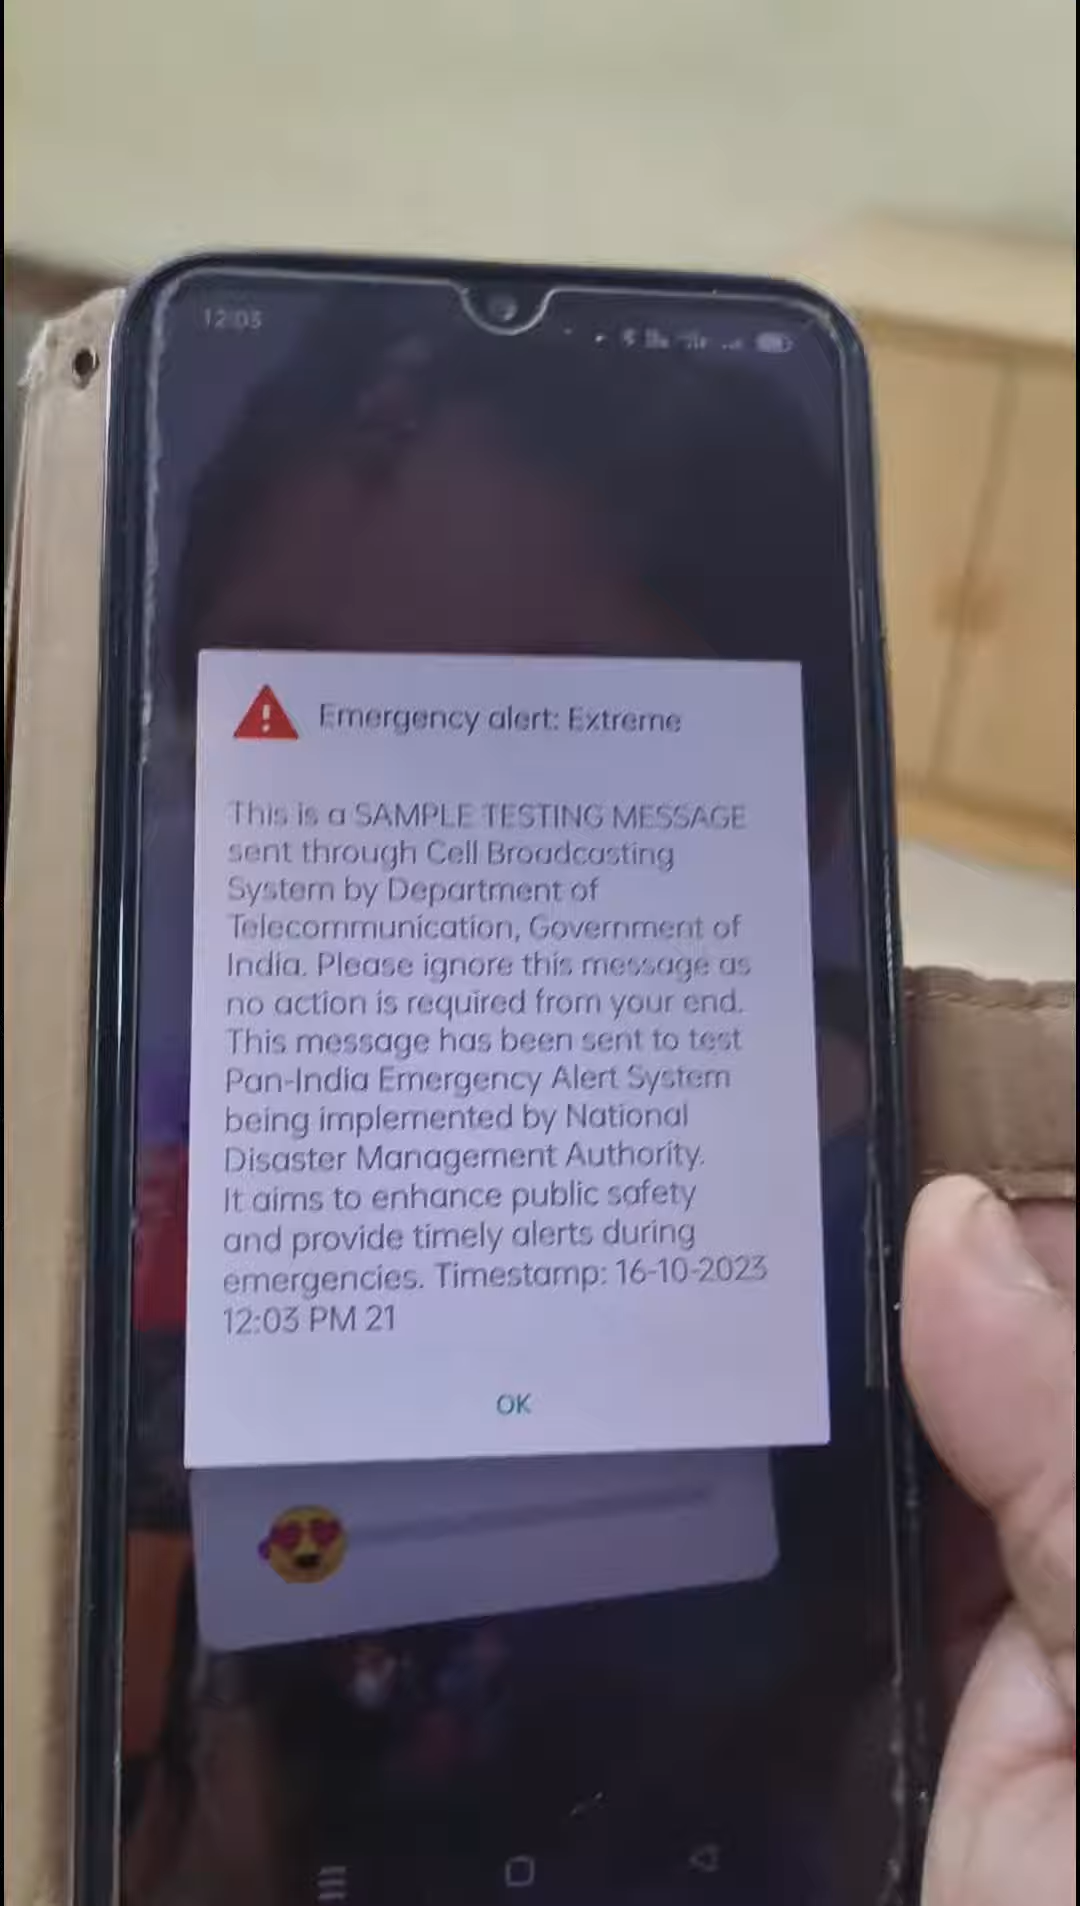 12:03
Emergency alert: Extreme
This is a SAMPLE TESTING MESSAGE
sent through Cell Broadcasting
System by Department of
Telecommunication, Government of
India. Please ignore this message as
no action is required from your end.
This message has been sent to test
Pan-India Emergency Alert System
being implemented by National
Disaster Management Authority.
It aims to enhance public safety
and provide timely alerts during
emergencies. Timestamp: 16-10-2023
12:03 PM 21
OK